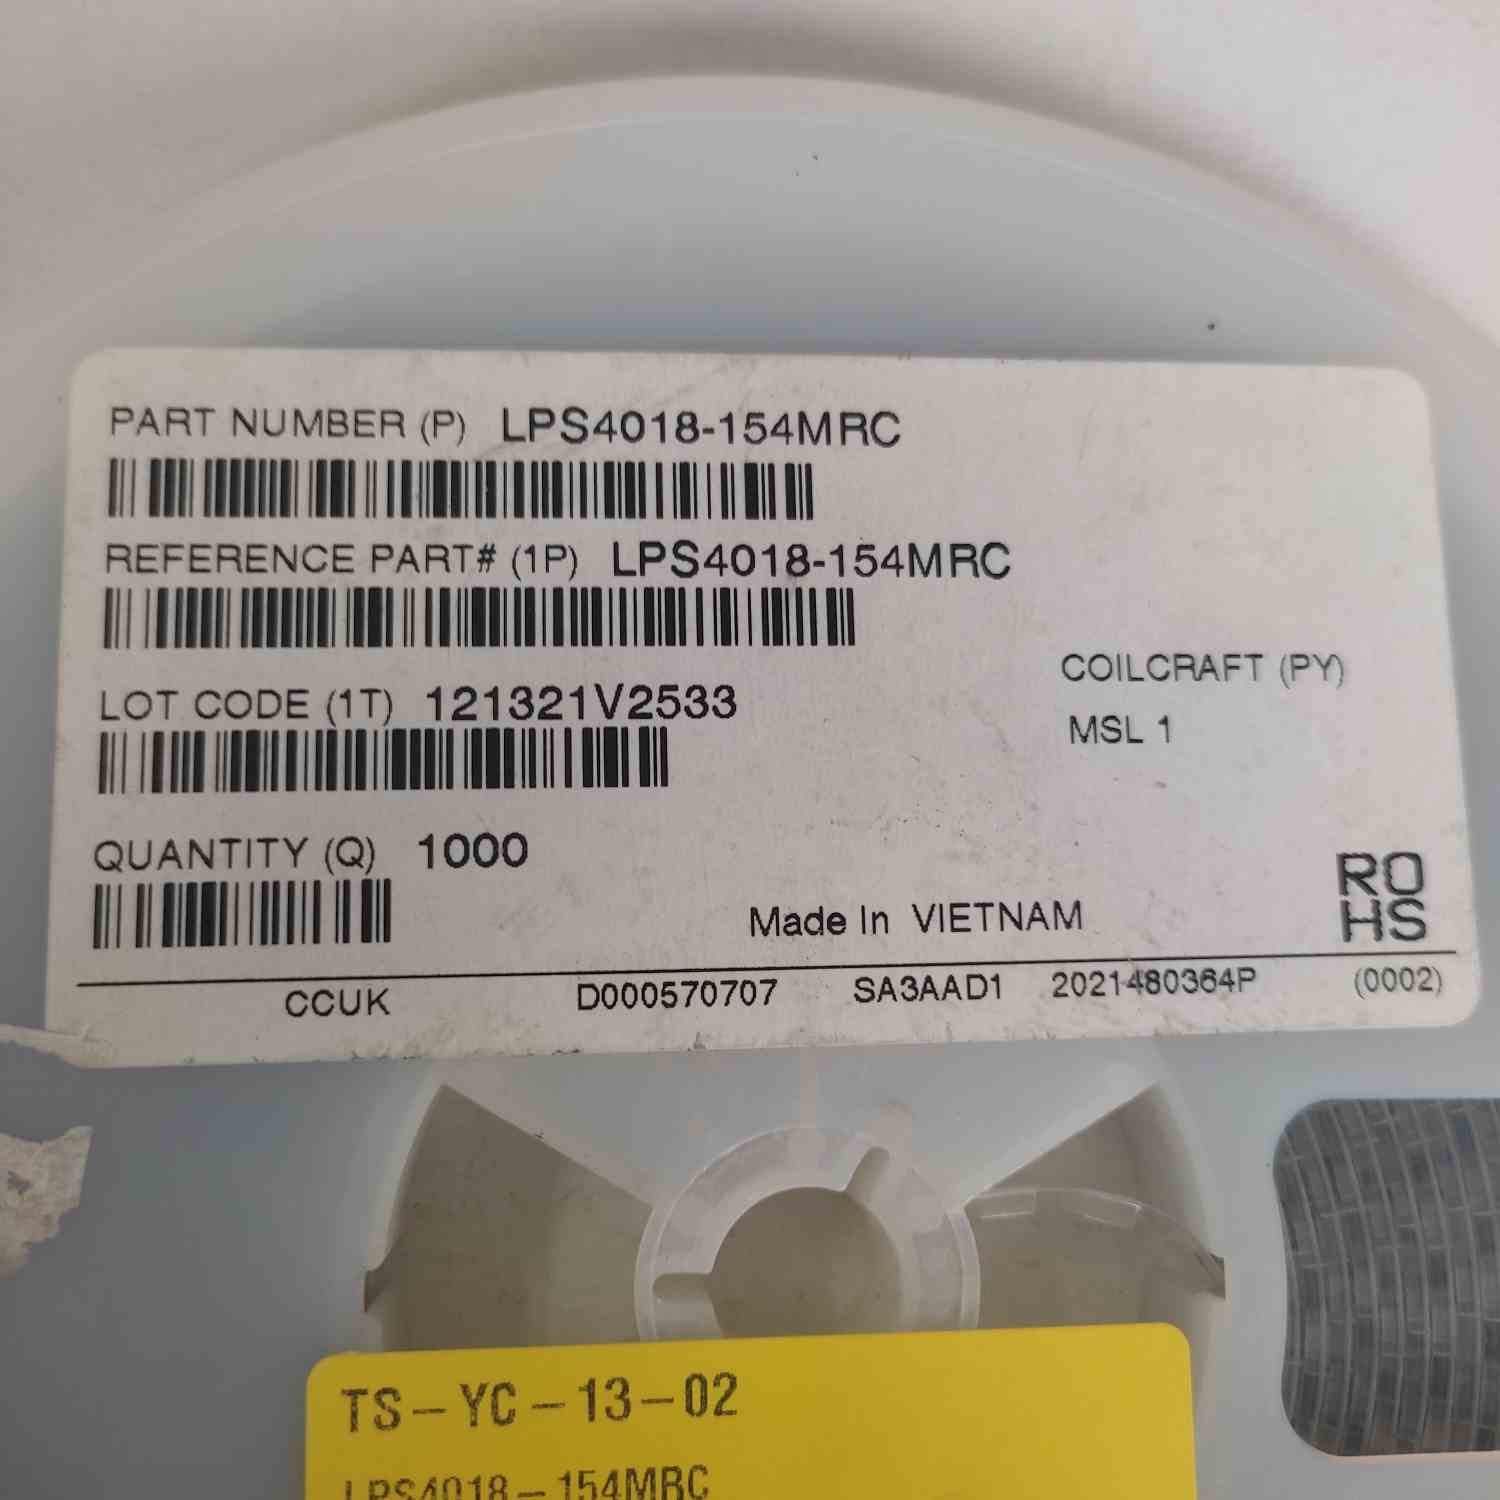 PART NUMBER (P) LPS4018-154MRC
REFERENCE PART# (1P) LPS4018-154MRC
LOT CODE (1T) 121321V2533
COILCRAFT (PY)
MSL 1
QUANTITY (Q) 1000
Made In VIETNAM
RO
HS
CCUK D000570707 SA3AAD1 2021480364P (0002)
TS-YC-13-02
LPS4018-154MRC